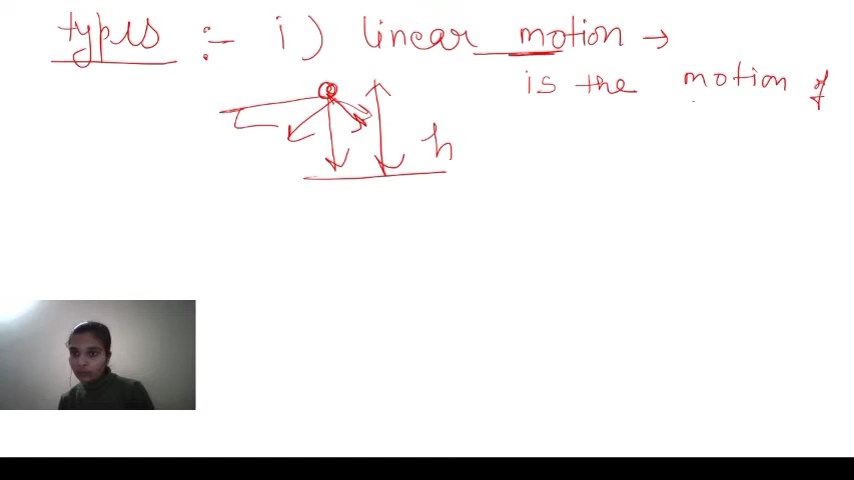 types :- i) linear motion →
is the motion of
h